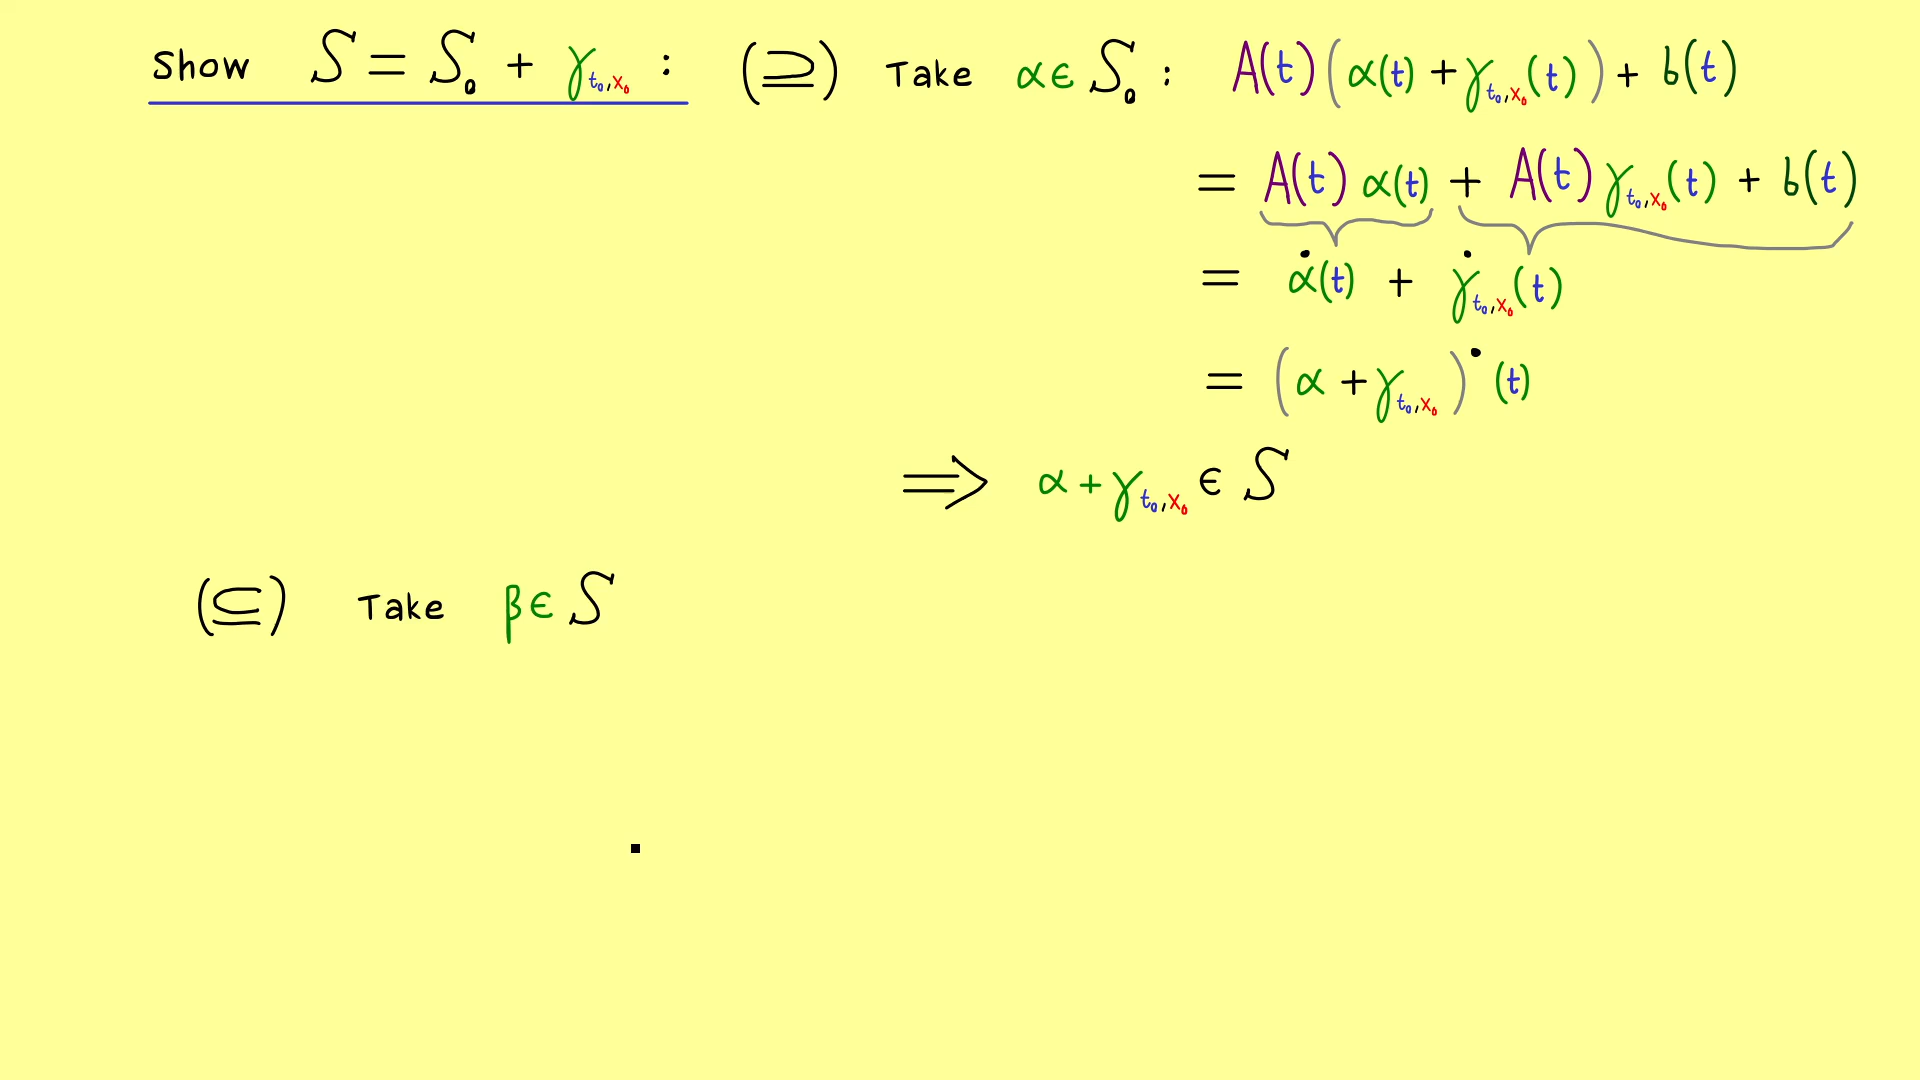 Show S = S₀ + γ_{t₀,x₀} : (⊇) Take α ∈ S₀ : A(t)(α(t) + γ_{t₀,x₀}(t)) + b(t)
= A(t) α(t) + A(t) γ_{t₀,x₀}(t) + b(t)
= α̇(t) + γ̇_{t₀,x₀}(t)
= (α + γ_{t₀,x₀})˙(t)
⟹ α + γ_{t₀,x₀} ∈ S
(⊆) Take β ∈ S